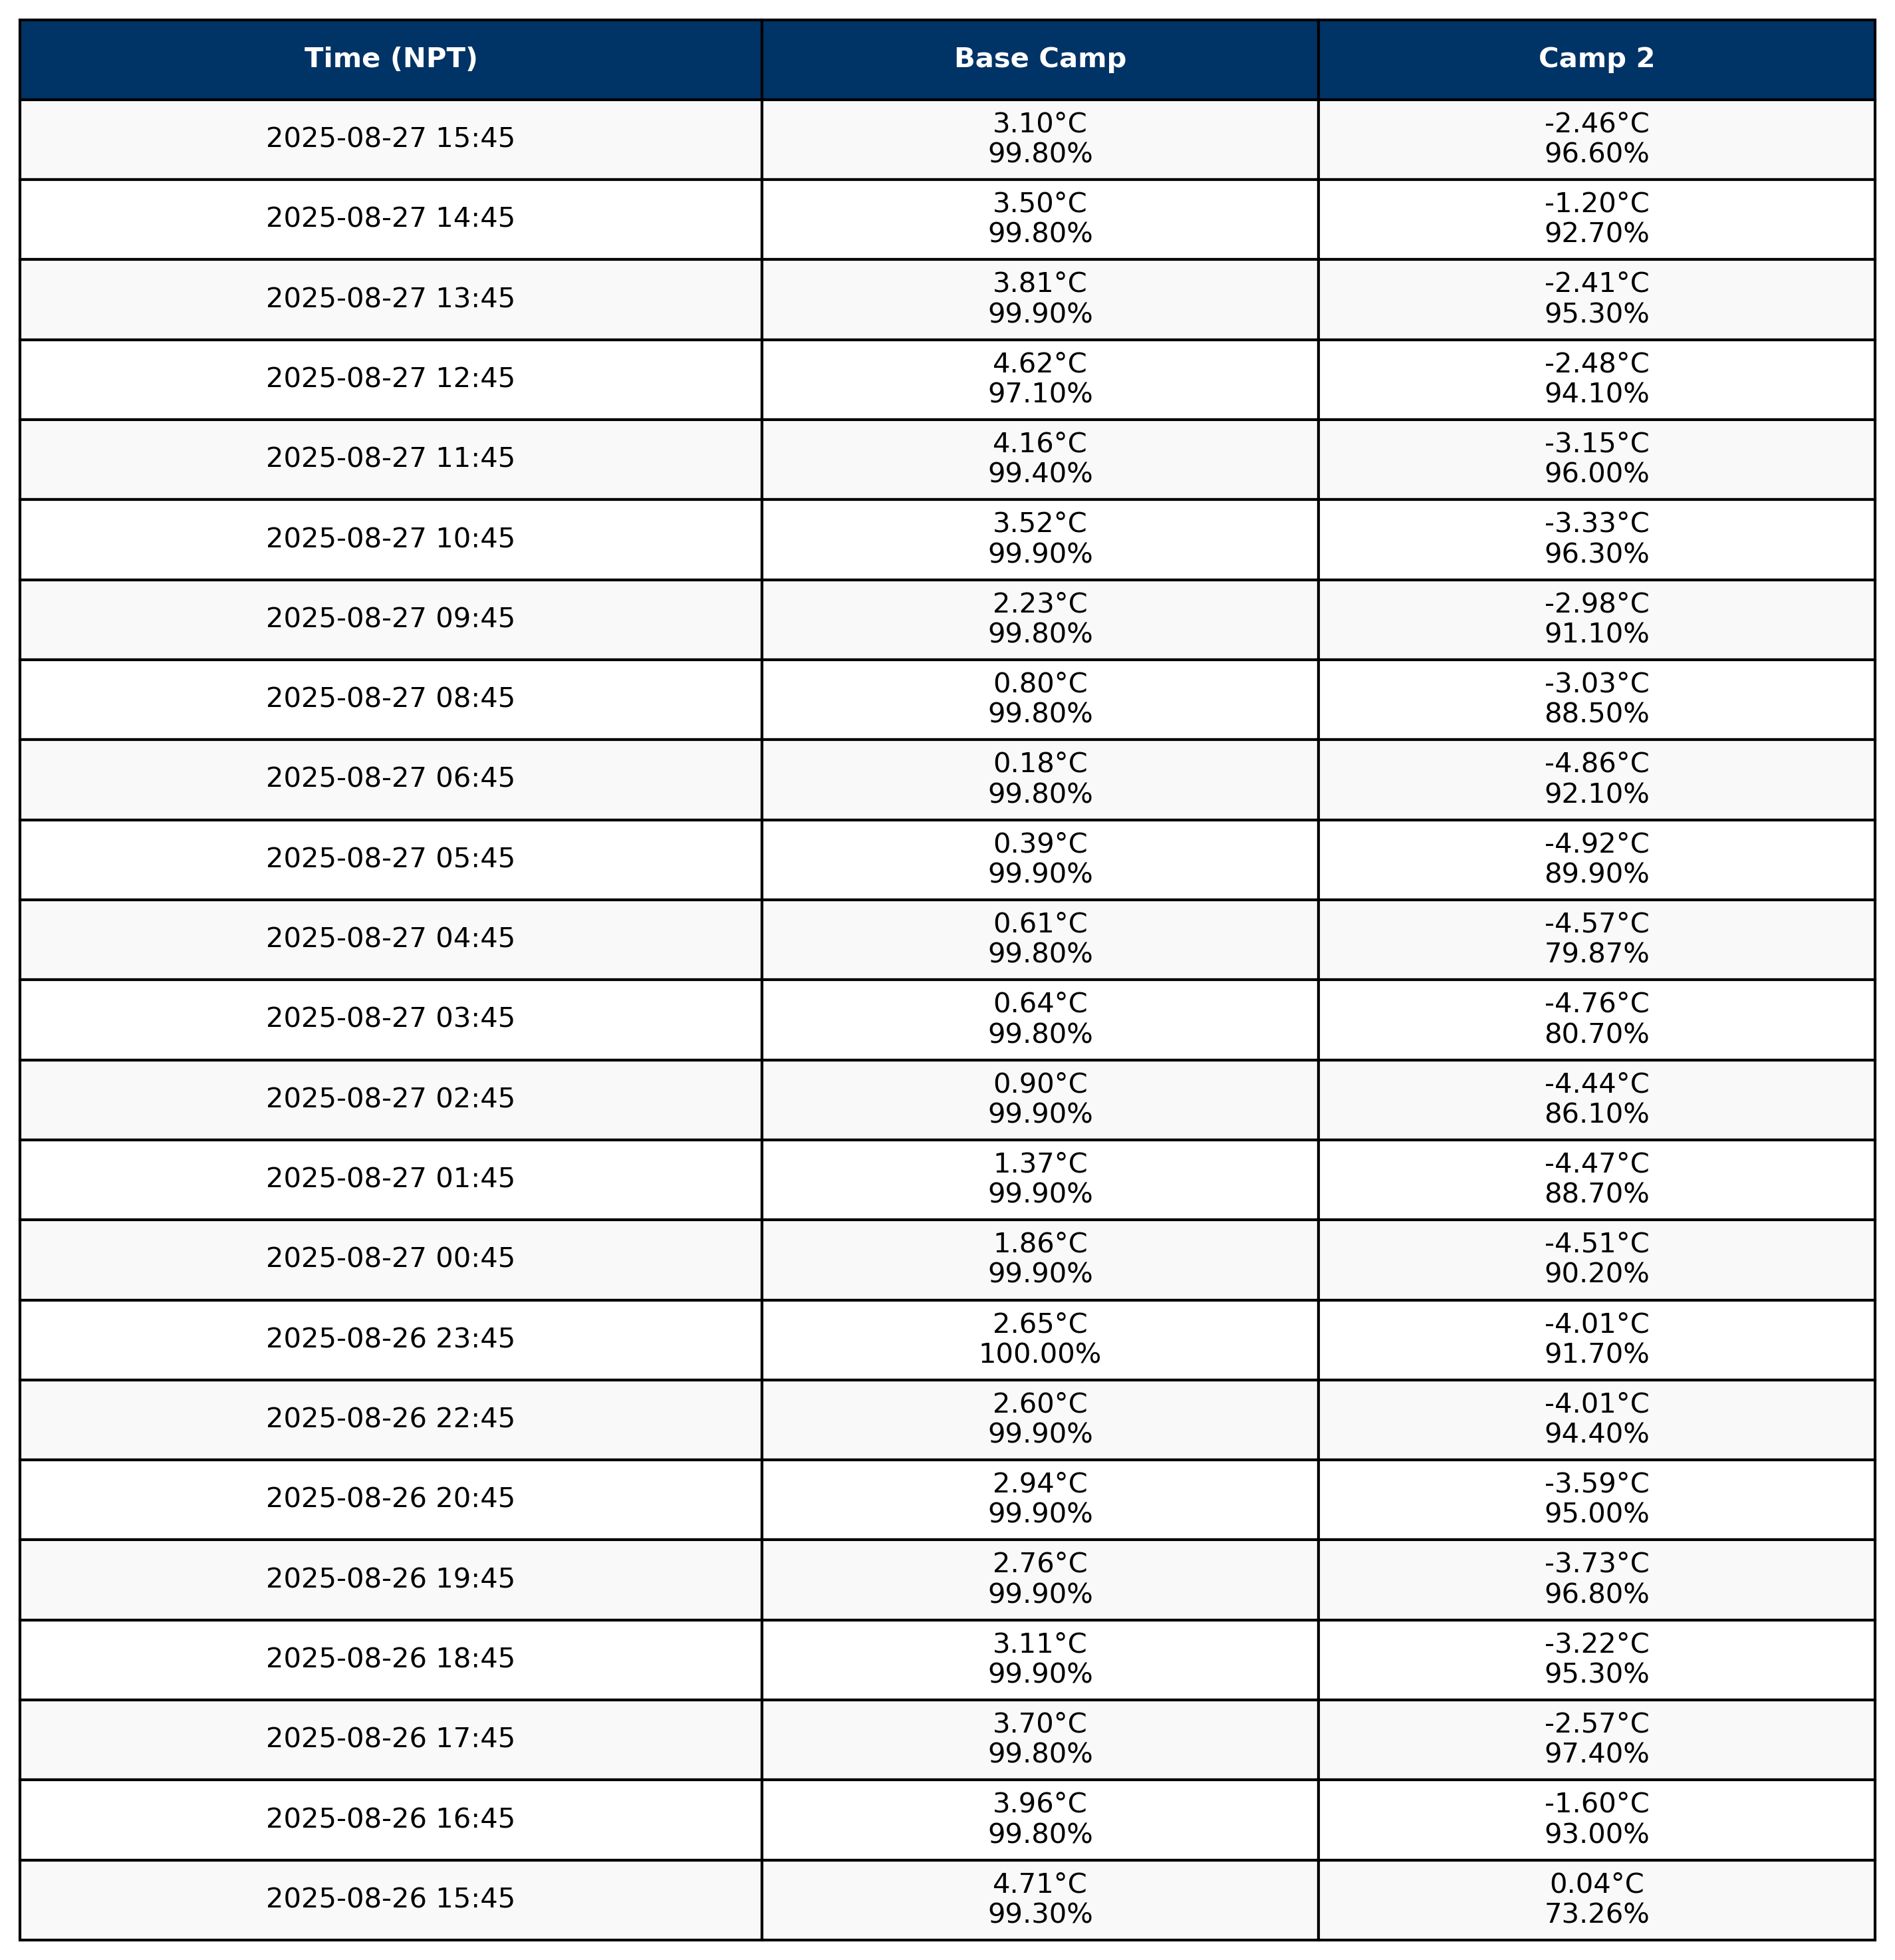 Time (NPT) Base Camp Camp 2
2025-08-27 15:45 3.10°C -2.46°C
99.80% 96.60%
2025-08-27 14:45 3.50°C -1.20°C
99.80% 92.70%
2025-08-27 13:45 3.81°C -2.41°C
99.90% 95.30%
2025-08-27 12:45 4.62°C -2.48°C
97.10% 94.10%
2025-08-27 11:45 4.16°C -3.15°C
99.40% 96.00%
2025-08-27 10:45 3.52°C -3.33°C
99.90% 96.30%
2025-08-27 09:45 2.23°C -2.98°C
99.80% 91.10%
2025-08-27 08:45 0.80°C -3.03°C
99.80% 88.50%
2025-08-27 06:45 0.18°C -4.86°C
99.80% 92.10%
2025-08-27 05:45 0.39°C -4.92°C
99.90% 89.90%
2025-08-27 04:45 0.61°C -4.57°C
99.80% 79.87%
2025-08-27 03:45 0.64°C -4.76°C
99.80% 80.70%
2025-08-27 02:45 0.90°C -4.44°C
99.90% 86.10%
2025-08-27 01:45 1.37°C -4.47°C
99.90% 88.70%
2025-08-27 00:45 1.86°C -4.51°C
99.90% 90.20%
2025-08-26 23:45 2.65°C -4.01°C
100.00% 91.70%
2025-08-26 22:45 2.60°C -4.01°C
99.90% 94.40%
2025-08-26 20:45 2.94°C -3.59°C
99.90% 95.00%
2025-08-26 19:45 2.76°C -3.73°C
99.90% 96.80%
2025-08-26 18:45 3.11°C -3.22°C
99.90% 95.30%
2025-08-26 17:45 3.70°C -2.57°C
99.80% 97.40%
2025-08-26 16:45 3.96°C -1.60°C
99.80% 93.00%
2025-08-26 15:45 4.71°C 0.04°C
99.30% 73.26%